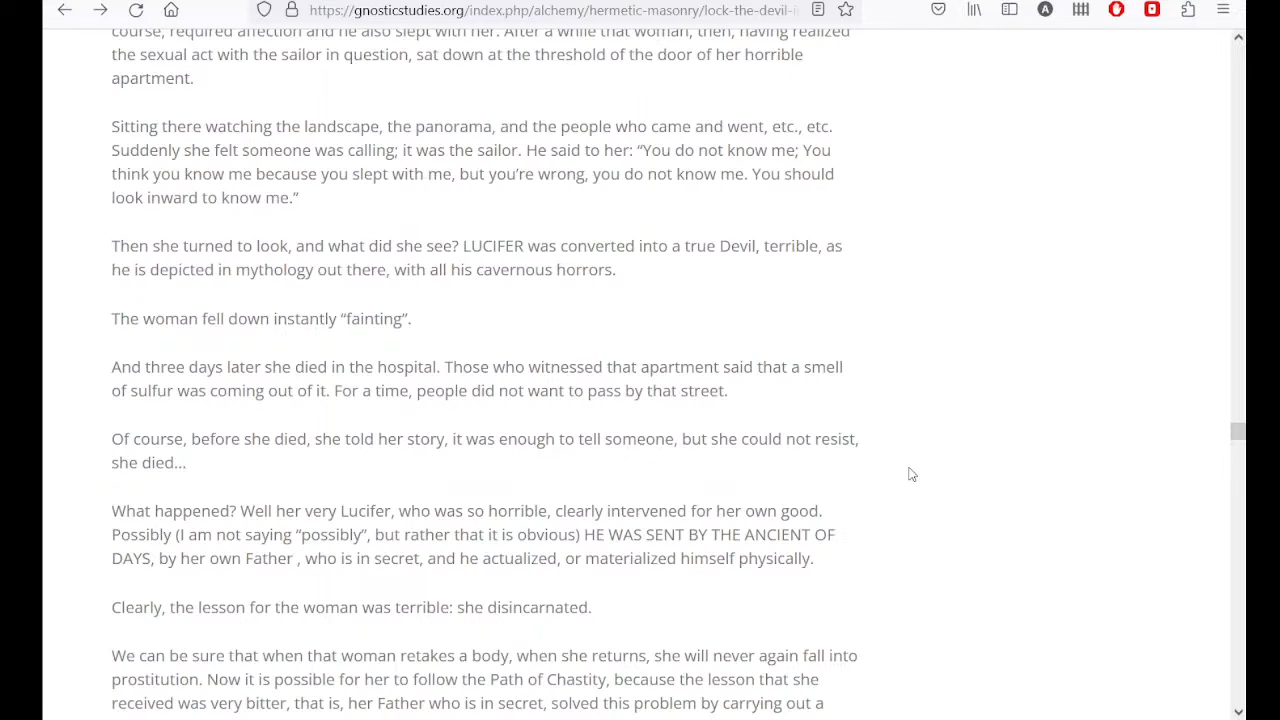 https://gnosticstudies.org/index.php/alchemy/hermetic-masonry/lock-the-devil-i
course, required affection and he also slept with her. After a while that woman, then, having realized
the sexual act with the sailor in question, sat down at the threshold of the door of her horrible
apartment.
Sitting there watching the landscape, the panorama, and the people who came and went, etc., etc.
Suddenly she felt someone was calling; it was the sailor. He said to her: “You do not know me; You
think you know me because you slept with me, but you’re wrong, you do not know me. You should
look inward to know me.”
Then she turned to look, and what did she see? LUCIFER was converted into a true Devil, terrible, as
he is depicted in mythology out there, with all his cavernous horrors.
The woman fell down instantly “fainting”.
And three days later she died in the hospital. Those who witnessed that apartment said that a smell
of sulfur was coming out of it. For a time, people did not want to pass by that street.
Of course, before she died, she told her story, it was enough to tell someone, but she could not resist,
she died...
What happened? Well her very Lucifer, who was so horrible, clearly intervened for her own good.
Possibly (I am not saying “possibly”, but rather that it is obvious) HE WAS SENT BY THE ANCIENT OF
DAYS, by her own Father , who is in secret, and he actualized, or materialized himself physically.
Clearly, the lesson for the woman was terrible: she disincarnated.
We can be sure that when that woman retakes a body, when she returns, she will never again fall into
prostitution. Now it is possible for her to follow the Path of Chastity, because the lesson that she
received was very bitter, that is, her Father who is in secret, solved this problem by carrying out a